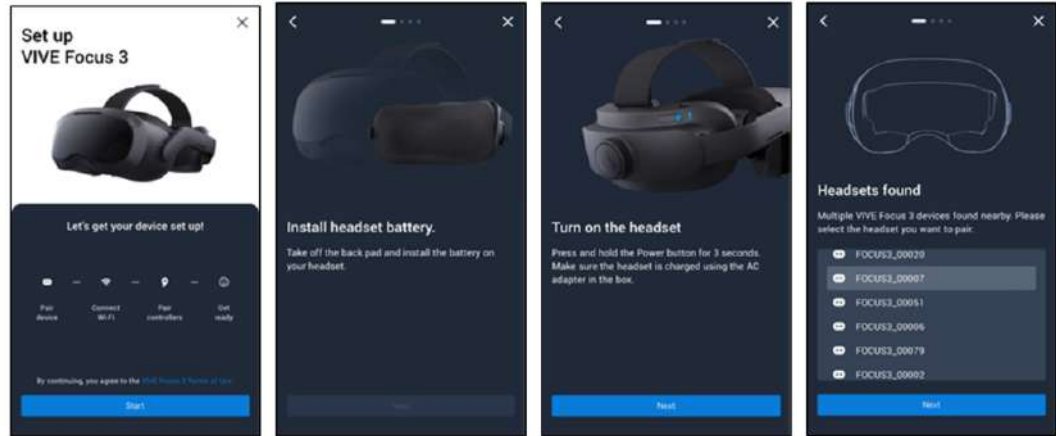 Set up
VIVE Focus 3
Let's get your device set up!
Pair
device
Connect
Wi-Fi
Pair
controllers
Get
ready
By continuing, you agree to the VIVE Focus 3 Terms of Use.
Start
Install headset battery.
Take off the back pad and install the battery on
your headset.
Next
Turn on the headset
Press and hold the Power button for 3 seconds.
Make sure the headset is charged using the AC
adapter in the box.
Next
Headsets found
Multiple VIVE Focus 3 devices found nearby. Please
select the headset you want to pair.
FOCUS3_00020
FOCUS3_00007
FOCUS3_00051
FOCUS3_00006
FOCUS3_00079
FOCUS3_00002
Next